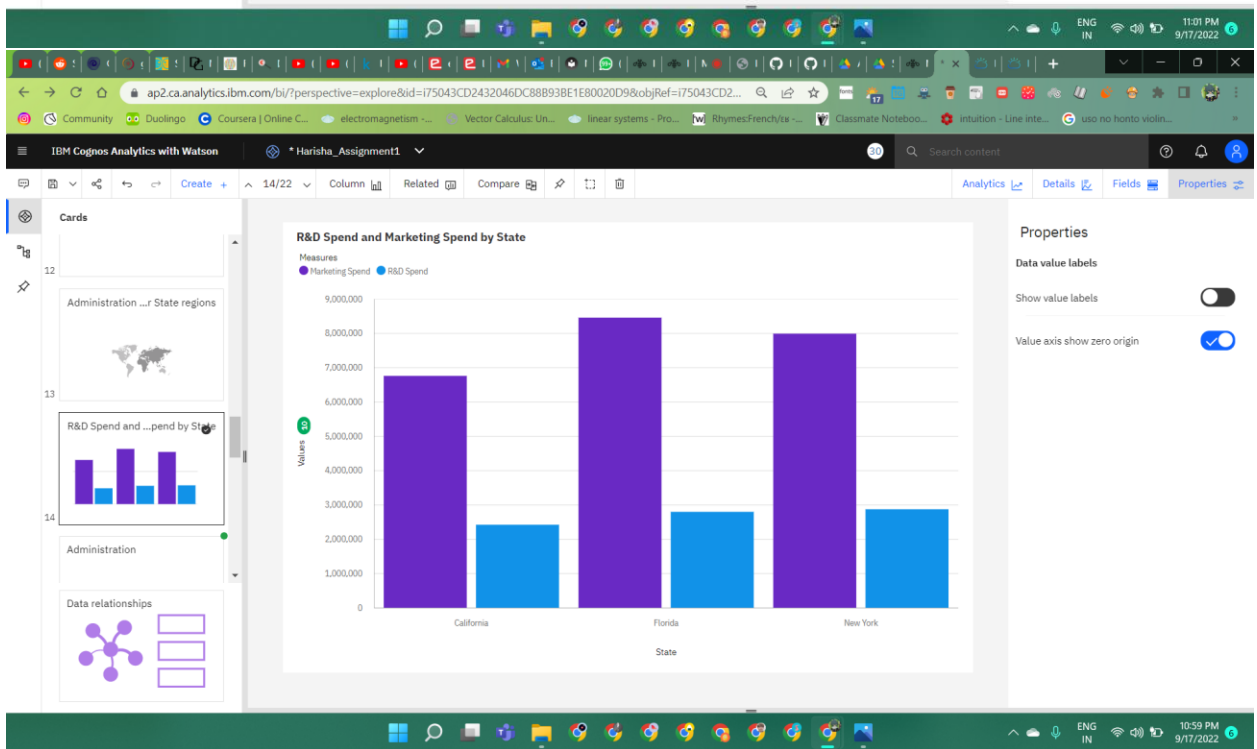 ENG
IN
11:01 PM
9/17/2022
6
ap2.ca.analytics.ibm.com/bi/?perspective=explore&id=i75043CD2432046DC88B93BE1E80020D9&objRef=i75043CD2...
17
Community
Duolingo
Coursera | Online C...
electromagnetism -...
Vector Calculus: Un...
linear systems - Pro...
Rhymes:French/ɛʁ -...
Classmate Noteboo...
intuition - Line inte...
uso no honto violin...
IBM Cognos Analytics with Watson
* Harisha_Assignment1
30
Search content
Create +
14/22
Column
Related
Compare
Analytics
Details
Fields
Properties
Cards
12
Administration ...r State regions
13
R&D Spend and ...pend by State
14
Administration
Data relationships
R&D Spend and Marketing Spend by State
Measures
Marketing Spend
R&D Spend
9,000,000
8,000,000
7,000,000
6,000,000
5,000,000
4,000,000
3,000,000
2,000,000
1,000,000
0
Values
California
Florida
New York
State
Properties
Data value labels
Show value labels
Value axis show zero origin
ENG
IN
10:59 PM
9/17/2022
6